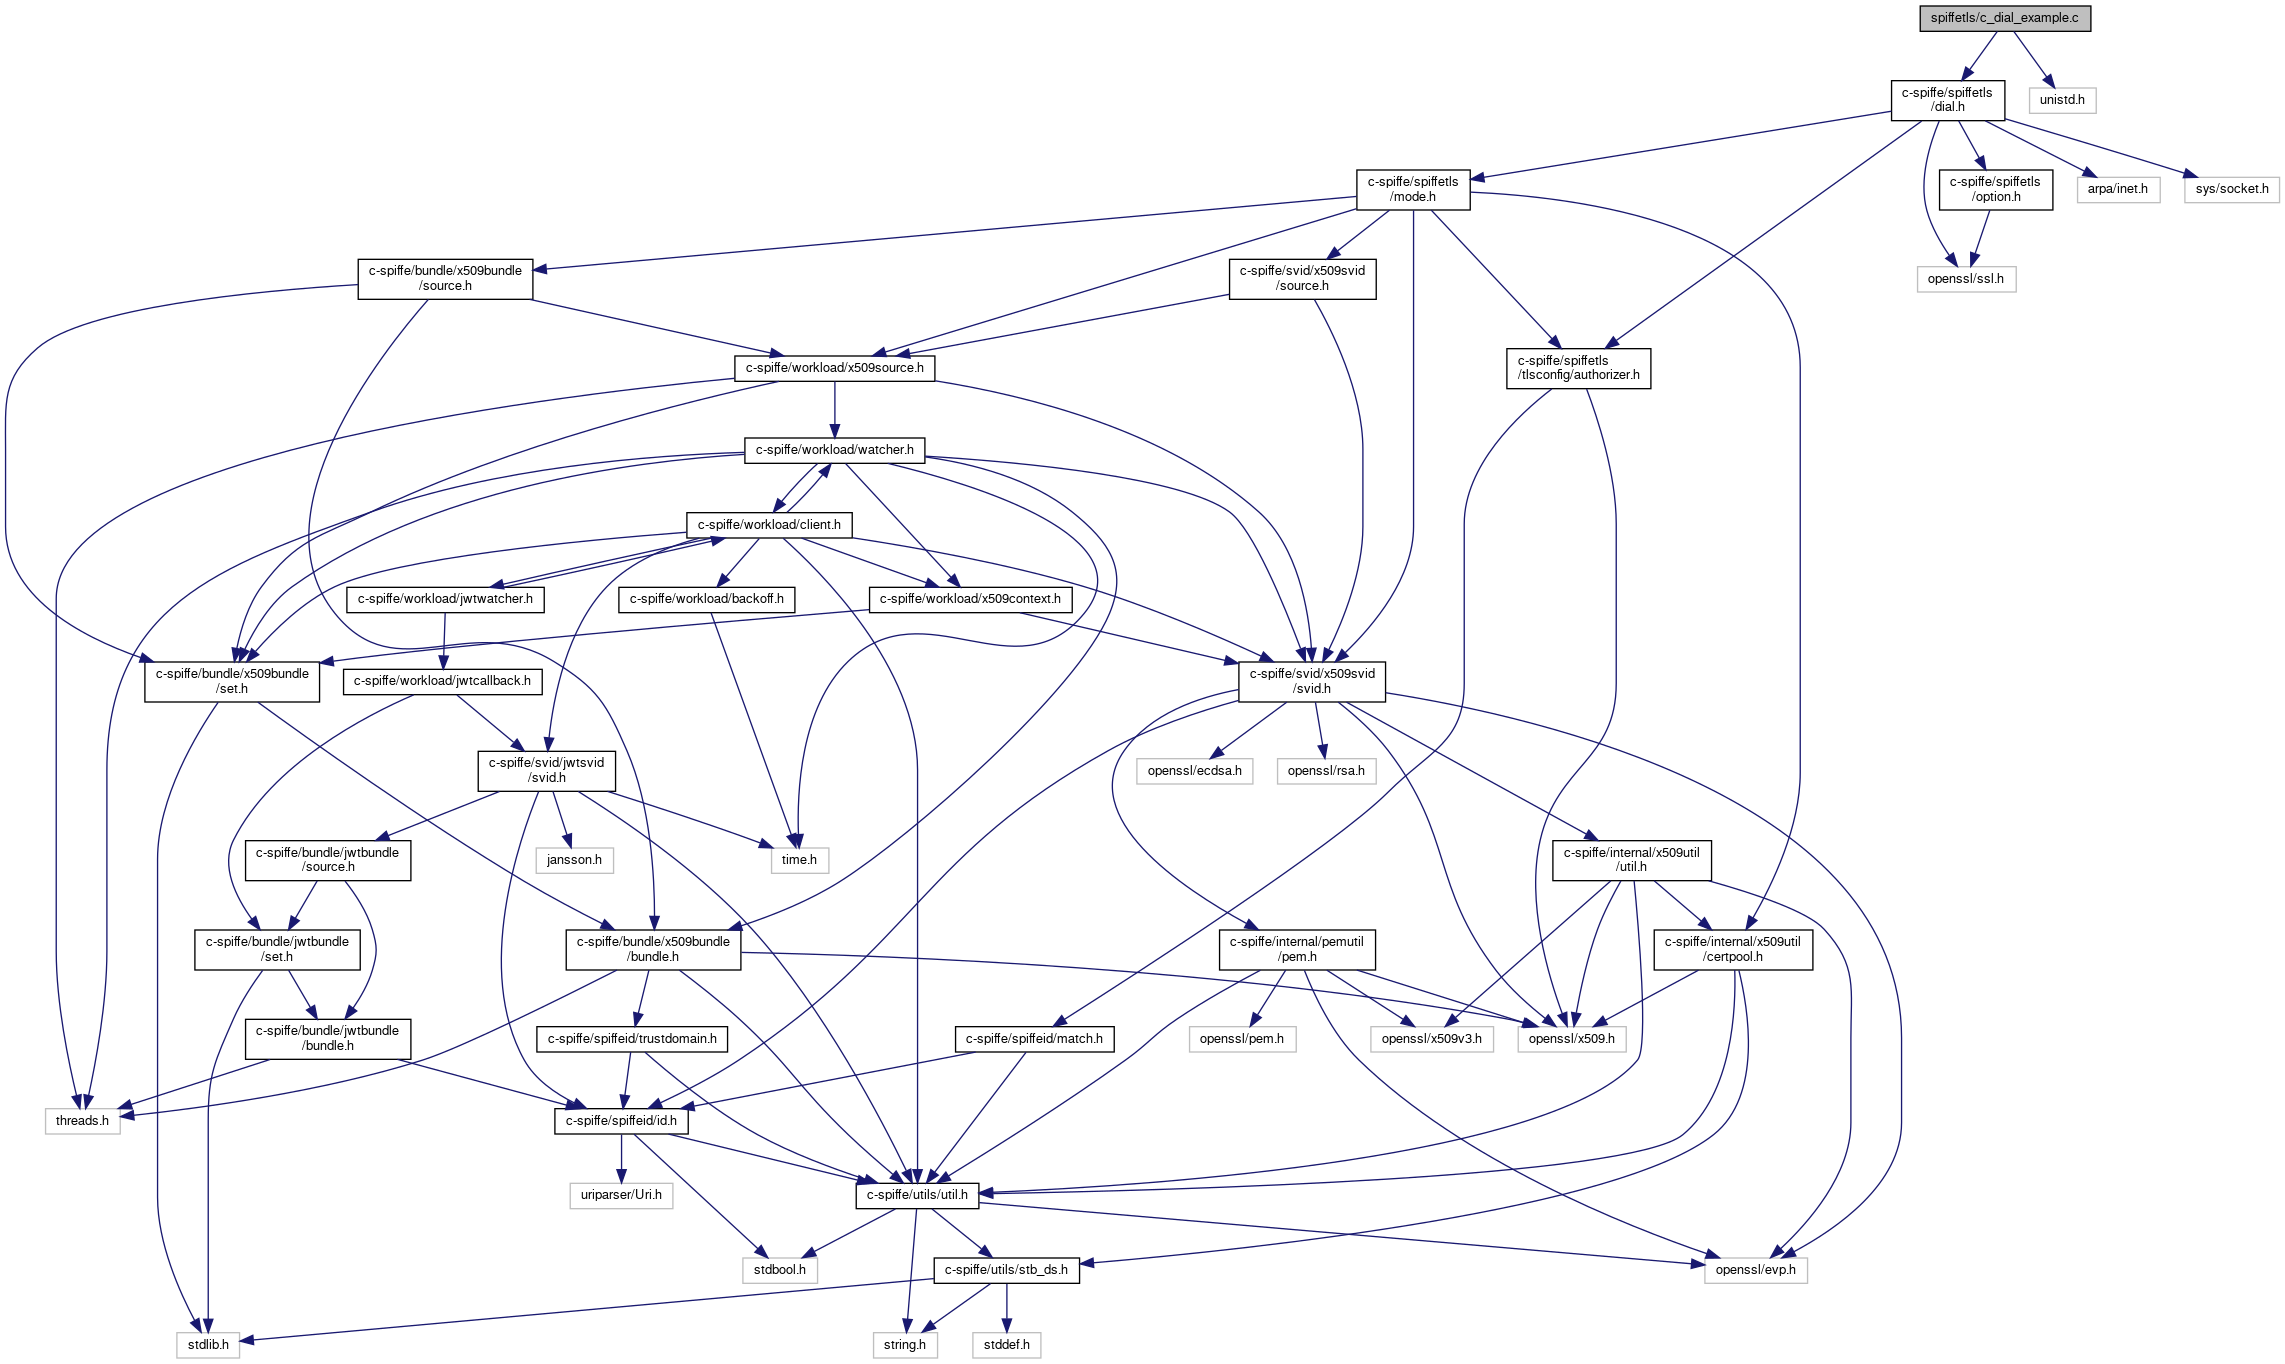 spiffetls/c_dial_example.c
c-spiffe/spiffetls
/dial.h
unistd.h
c-spiffe/spiffetls
/mode.h
c-spiffe/spiffetls
/option.h
arpa/inet.h
sys/socket.h
c-spiffe/bundle/x509bundle
/source.h
c-spiffe/svid/x509svid
/source.h
openssl/ssl.h
c-spiffe/workload/x509source.h
c-spiffe/spiffetls
/tlsconfig/authorizer.h
c-spiffe/workload/watcher.h
c-spiffe/workload/client.h
c-spiffe/workload/jwtwatcher.h
c-spiffe/workload/backoff.h
c-spiffe/workload/x509context.h
c-spiffe/bundle/x509bundle
/set.h
c-spiffe/workload/jwtcallback.h
c-spiffe/svid/x509svid
/svid.h
c-spiffe/svid/jwtsvid
/svid.h
openssl/ecdsa.h
openssl/rsa.h
c-spiffe/bundle/jwtbundle
/source.h
jansson.h
time.h
c-spiffe/internal/x509util
/util.h
c-spiffe/bundle/jwtbundle
/set.h
c-spiffe/bundle/x509bundle
/bundle.h
c-spiffe/internal/pemutil
/pem.h
c-spiffe/internal/x509util
/certpool.h
c-spiffe/bundle/jwtbundle
/bundle.h
c-spiffe/spiffeid/trustdomain.h
c-spiffe/spiffeid/match.h
openssl/pem.h
openssl/x509v3.h
openssl/x509.h
threads.h
c-spiffe/spiffeid/id.h
uriparser/Uri.h
c-spiffe/utils/util.h
stdbool.h
c-spiffe/utils/stb_ds.h
openssl/evp.h
stdlib.h
string.h
stddef.h